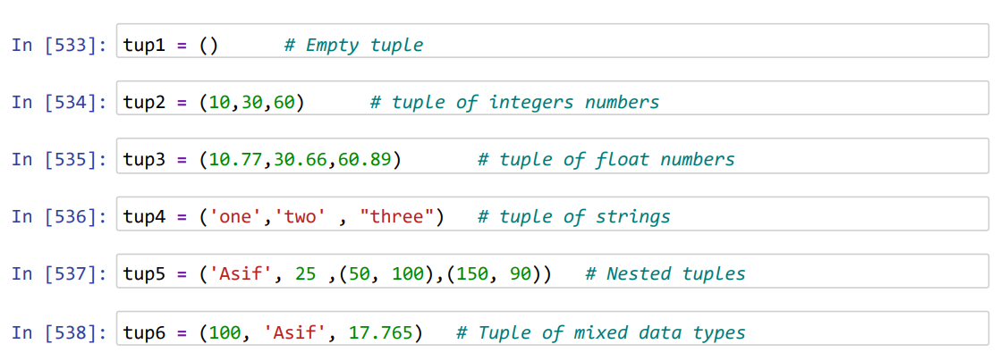 In [533]: tup1 = () # Empty tuple
In [534]: tup2 = (10,30,60) # tuple of integers numbers
In [535]: tup3 = (10.77,30.66,60.89) # tuple of float numbers
In [536]: tup4 = ('one','two' , "three") # tuple of strings
In [537]: tup5 = ('Asif', 25 ,(50, 100),(150, 90)) # Nested tuples
In [538]: tup6 = (100, 'Asif', 17.765) # Tuple of mixed data types